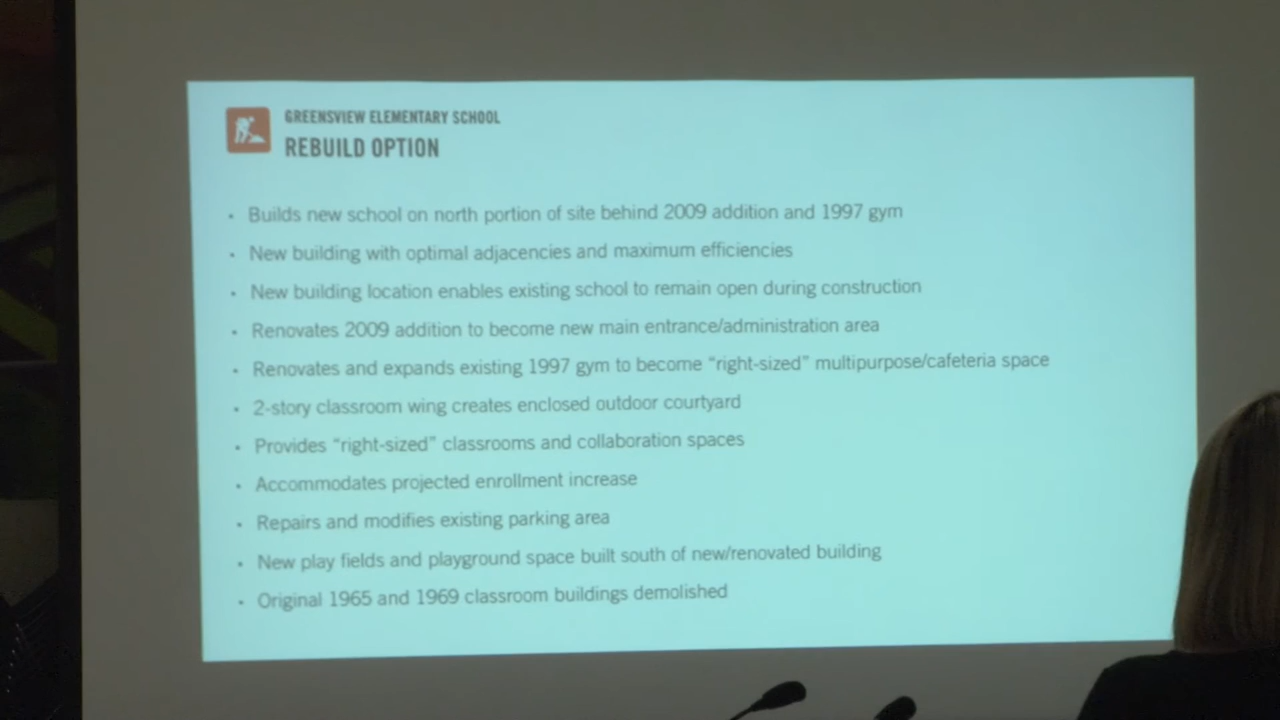 GREENSVIEW ELEMENTARY SCHOOL
REBUILD OPTION
• Builds new school on north portion of site behind 2009 addition and 1997 gym
• New building with optimal adjacencies and maximum efficiencies
• New building location enables existing school to remain open during construction
• Renovates 2009 addition to become new main entrance/administration area
• Renovates and expands existing 1997 gym to become “right-sized” multipurpose/cafeteria space
• 2-story classroom wing creates enclosed outdoor courtyard
• Provides “right-sized” classrooms and collaboration spaces
• Accommodates projected enrollment increase
• Repairs and modifies existing parking area
• New play fields and playground space built south of new/renovated building
• Original 1965 and 1969 classroom buildings demolished